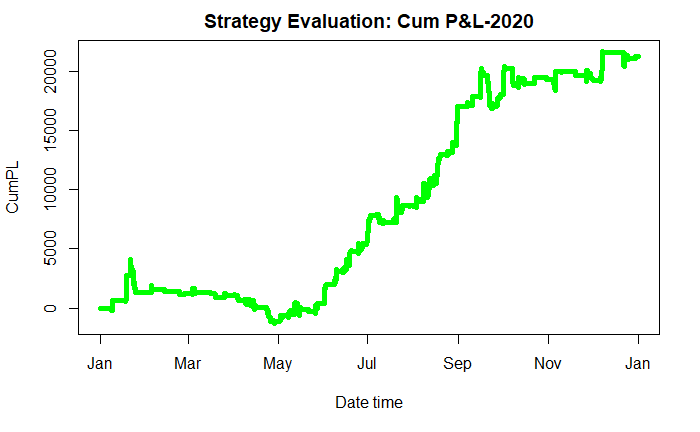 Strategy Evaluation: Cum P&L-2020
CumPL
20000
15000
10000
5000
0
Jan Mar May Jul Sep Nov Jan
Date time